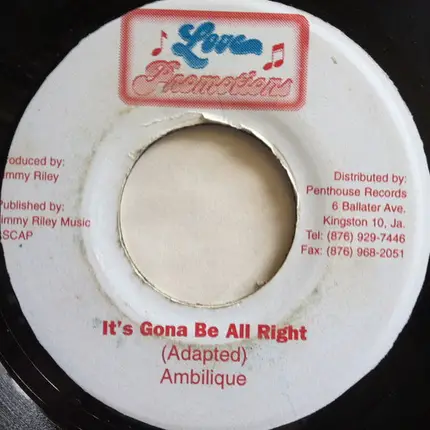 Love
Promotions
roduced by:
immy Riley
Published by:
immy Riley Music
ASCAP
Distributed by:
Penthouse Records
6 Ballater Ave.
Kingston 10, Ja.
Tel: (876) 929-7446
Fax: (876) 968-2051
It's Gona Be All Right
(Adapted)
Ambilique